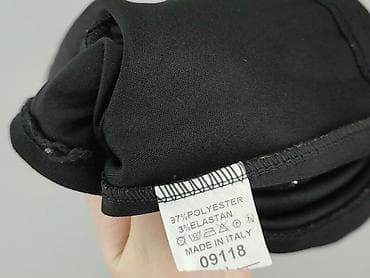 97%POLYESTER
3%ELASTAN
MADE IN ITALY
09118